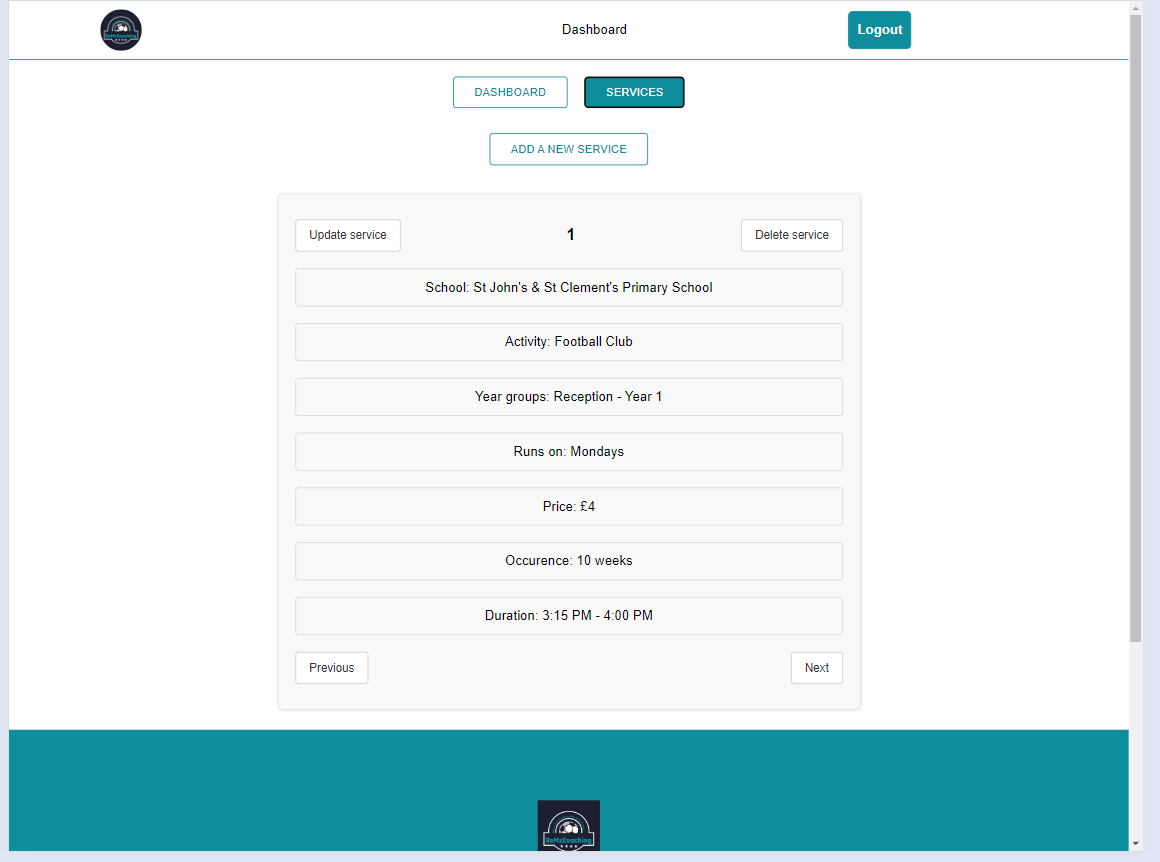 Dashboard
Logout
DASHBOARD
SERVICES
ADD A NEW SERVICE
Update service
1
Delete service
School: St John's & St Clement's Primary School
Activity: Football Club
Year groups: Reception - Year 1
Runs on: Mondays
Price: £4
Occurence: 10 weeks
Duration: 3:15 PM - 4:00 PM
Previous
Next